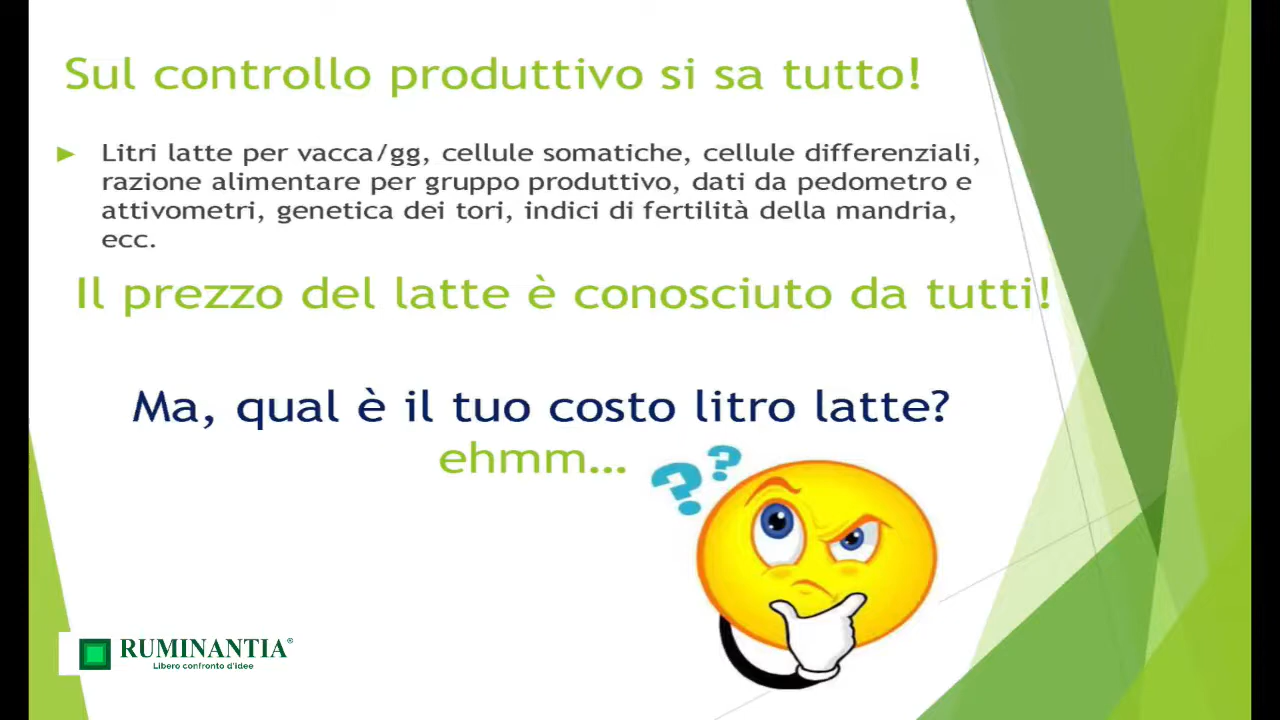 Sul controllo produttivo si sa tutto!
Litri latte per vacca/gg, cellule somatiche, cellule differenziali,
razione alimentare per gruppo produttivo, dati da pedometro e
attivometri, genetica dei tori, indici di fertilità della mandria,
ecc.
Il prezzo del latte è conosciuto da tutti!
Ma, qual è il tuo costo litro latte?
ehmm...
??
RUMINANTIA®
Libero confronto d'idee